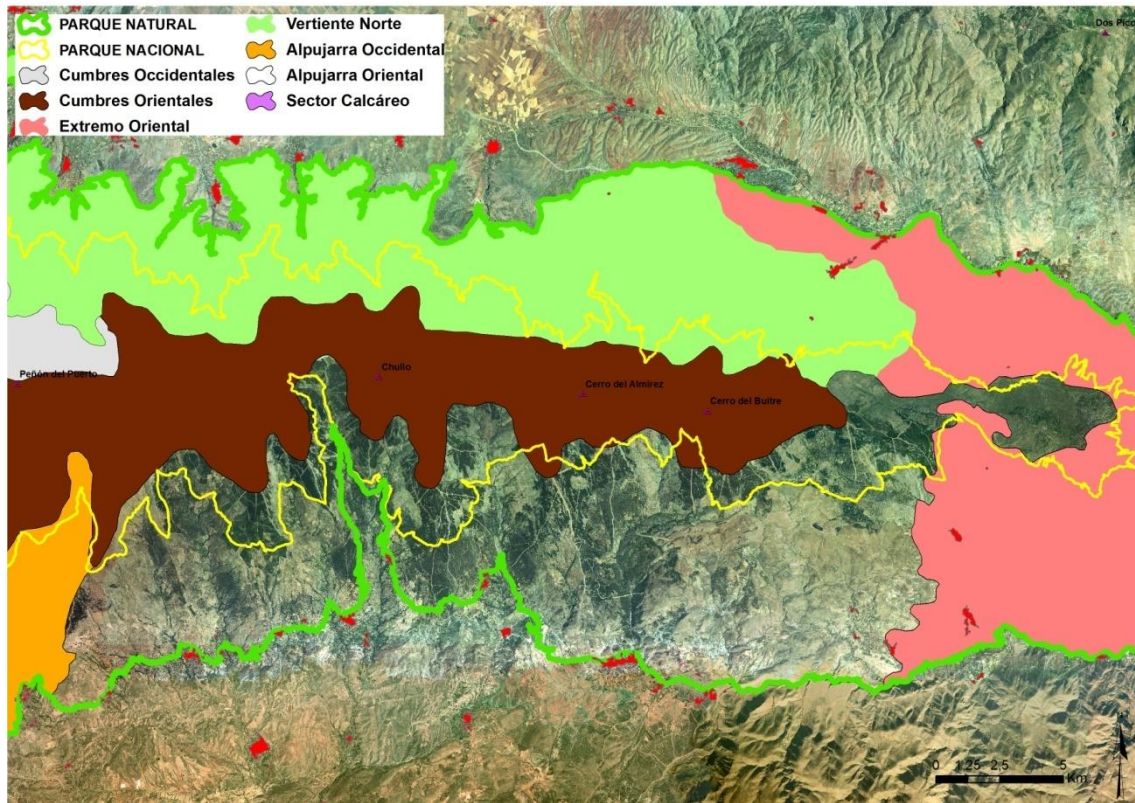 PARQUE NATURAL
PARQUE NACIONAL
Cumbres Occidentales
Cumbres Orientales
Extremo Oriental
Vertiente Norte
Alpujarra Occidental
Alpujarra Oriental
Sector Calcáreo
Dos Pico
Peñón del Puerto
Chullo
Cerro del Almirez
Cerro del Buitre
0 1,25 2,5 5
Km